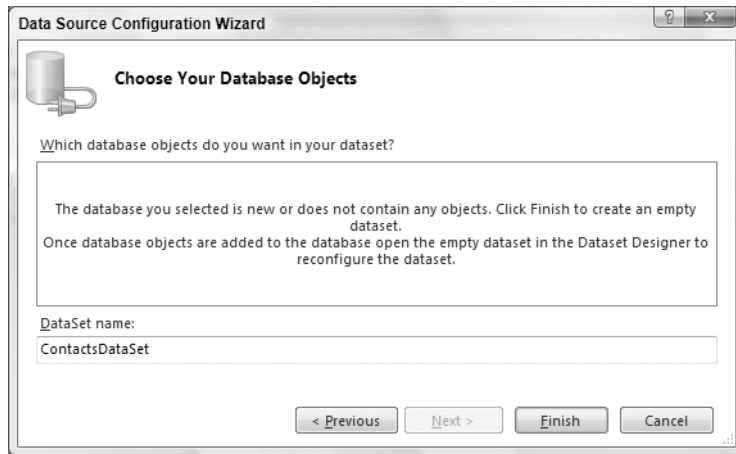 Data Source Configuration Wizard
Choose Your Database Objects
Which database objects do you want in your dataset?
The database you selected is new or does not contain any objects. Click Finish to create an empty
dataset.
Once database objects are added to the database open the empty dataset in the Dataset Designer to
reconfigure the dataset.
DataSet name:
ContactsDataSet
< Previous Next > Finish Cancel